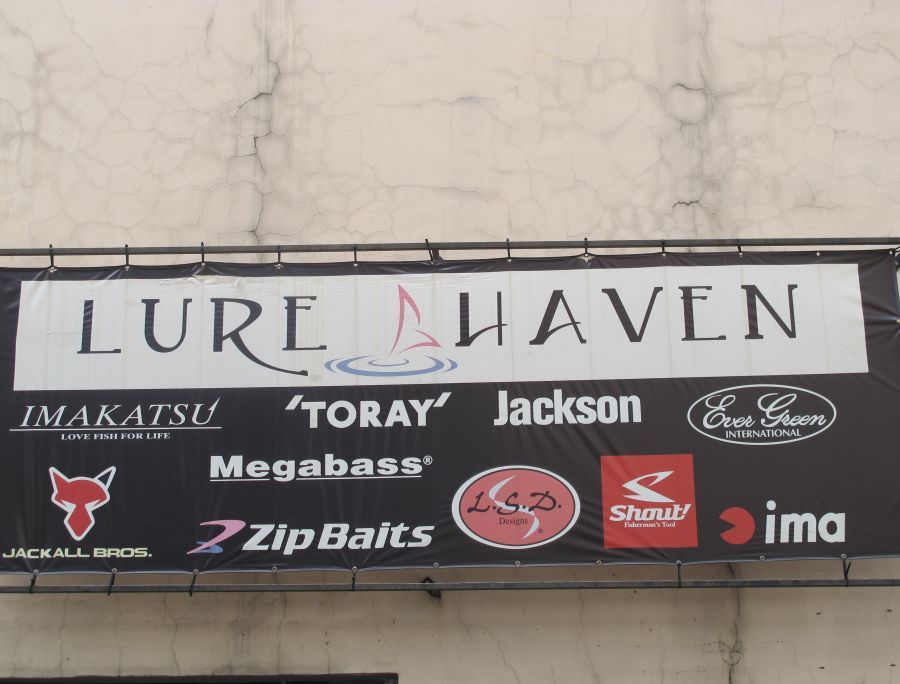 LURE HAVEN
IMAKATSU
LOVE FISH FOR LIFE
'TORAY'
Jackson
Ever Green
INTERNATIONAL
Megabass®
JACKALL BROS.
ZipBaits
L.S.D.
Designs
Shout!
Fisherman's Tool
ima